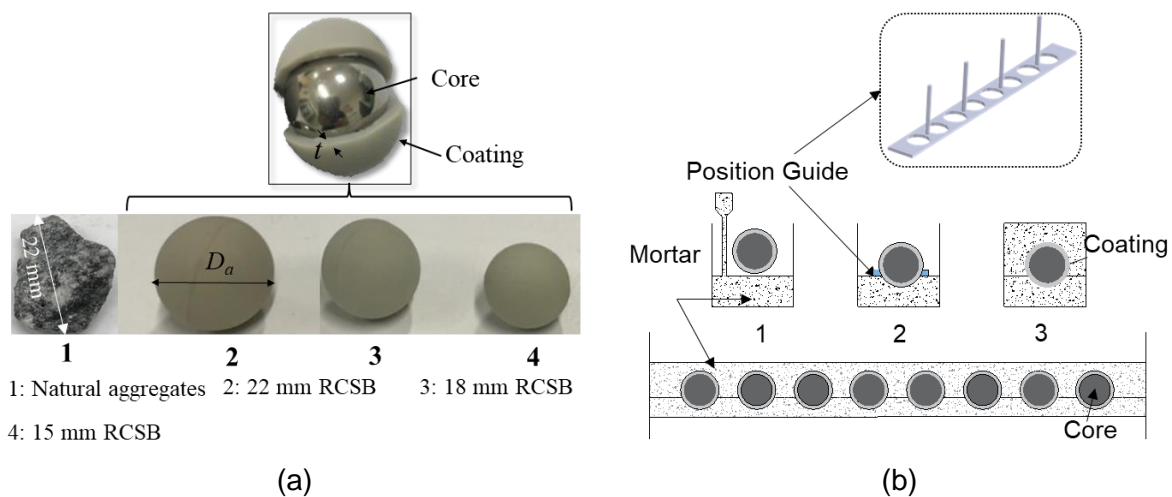 Core
t
Coating
22 mm
D_a
1
2
3
4
1: Natural aggregates 2: 22 mm RCSB 3: 18 mm RCSB
4: 15 mm RCSB
(a)
Position Guide
Mortar
Coating
1
2
3
Core
(b)